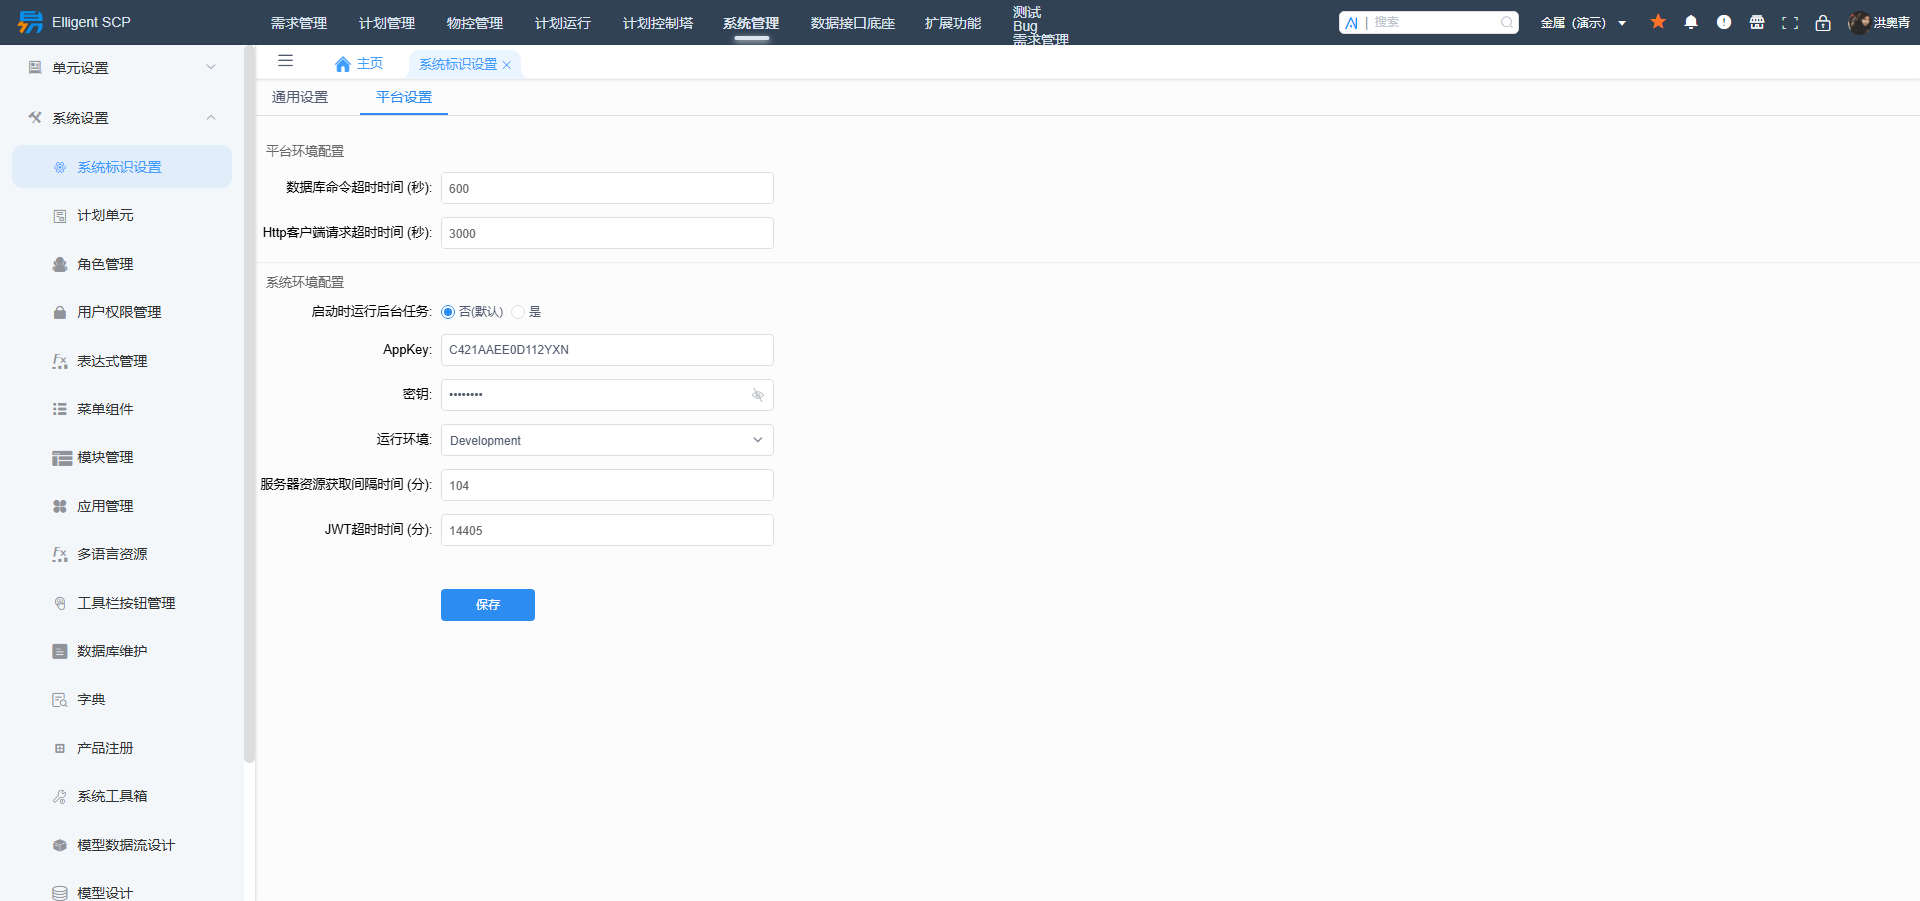 Elligent SCP
需求管理
计划管理
物控管理
计划运行
计划控制塔
系统管理
数据接口底座
扩展功能
测试
Bug
需求管理
AI | 搜索
金属（演示）
洪奥青
单元设置
系统设置
系统标识设置
计划单元
角色管理
用户权限管理
表达式管理
菜单组件
模块管理
应用管理
多语言资源
工具栏按钮管理
数据库维护
字典
产品注册
系统工具箱
模型数据流设计
模型设计
主页
系统标识设置
通用设置
平台设置
平台环境配置
数据库命令超时时间 (秒): 600
Http客户端请求超时时间 (秒): 3000
系统环境配置
启动时运行后台任务: 否(默认) 是
AppKey: C421AAEE0D112YXN
密钥: ••••••••
运行环境: Development
服务器资源获取间隔时间 (分): 104
JWT超时时间 (分): 14405
保存